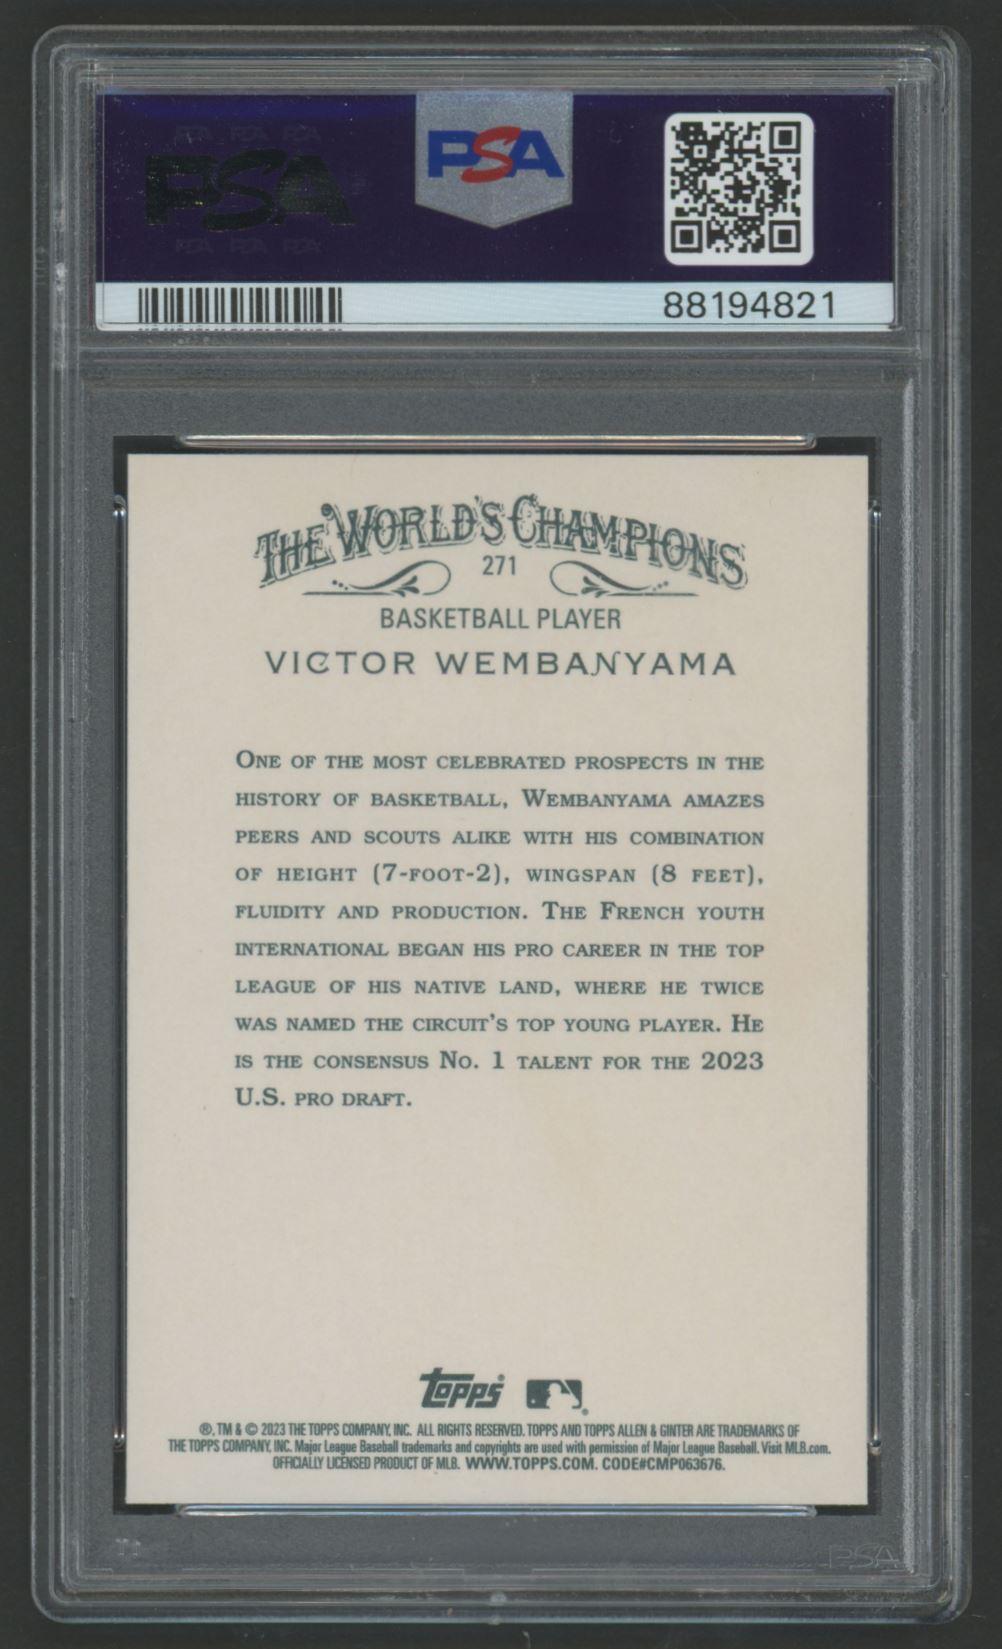 PSA PSA PSA
PSA
PSA
PSA PSA PSA
88194821
THE WORLD'S CHAMPIONS
271
BASKETBALL PLAYER
VICTOR WEMBANYAMA
ONE OF THE MOST CELEBRATED PROSPECTS IN THE
HISTORY OF BASKETBALL, WEMBANYAMA AMAZES
PEERS AND SCOUTS ALIKE WITH HIS COMBINATION
OF HEIGHT (7-FOOT-2), WINGSPAN (8 FEET),
FLUIDITY AND PRODUCTION. THE FRENCH YOUTH
INTERNATIONAL BEGAN HIS PRO CAREER IN THE TOP
LEAGUE OF HIS NATIVE LAND, WHERE HE TWICE
WAS NAMED THE CIRCUIT'S TOP YOUNG PLAYER. HE
IS THE CONSENSUS NO. 1 TALENT FOR THE 2023
U.S. PRO DRAFT.
Topps
®, TM & © 2023 THE TOPPS COMPANY, INC. ALL RIGHTS RESERVED. TOPPS AND TOPPS ALLEN & GINTER ARE TRADEMARKS OF
THE TOPPS COMPANY, INC. Major League Baseball trademarks and copyrights are used with permission of Major League Baseball. Visit MLB.com.
OFFICIALLY LICENSED PRODUCT OF MLB. WWW.TOPPS.COM. CODE#CMP063676.
PSA